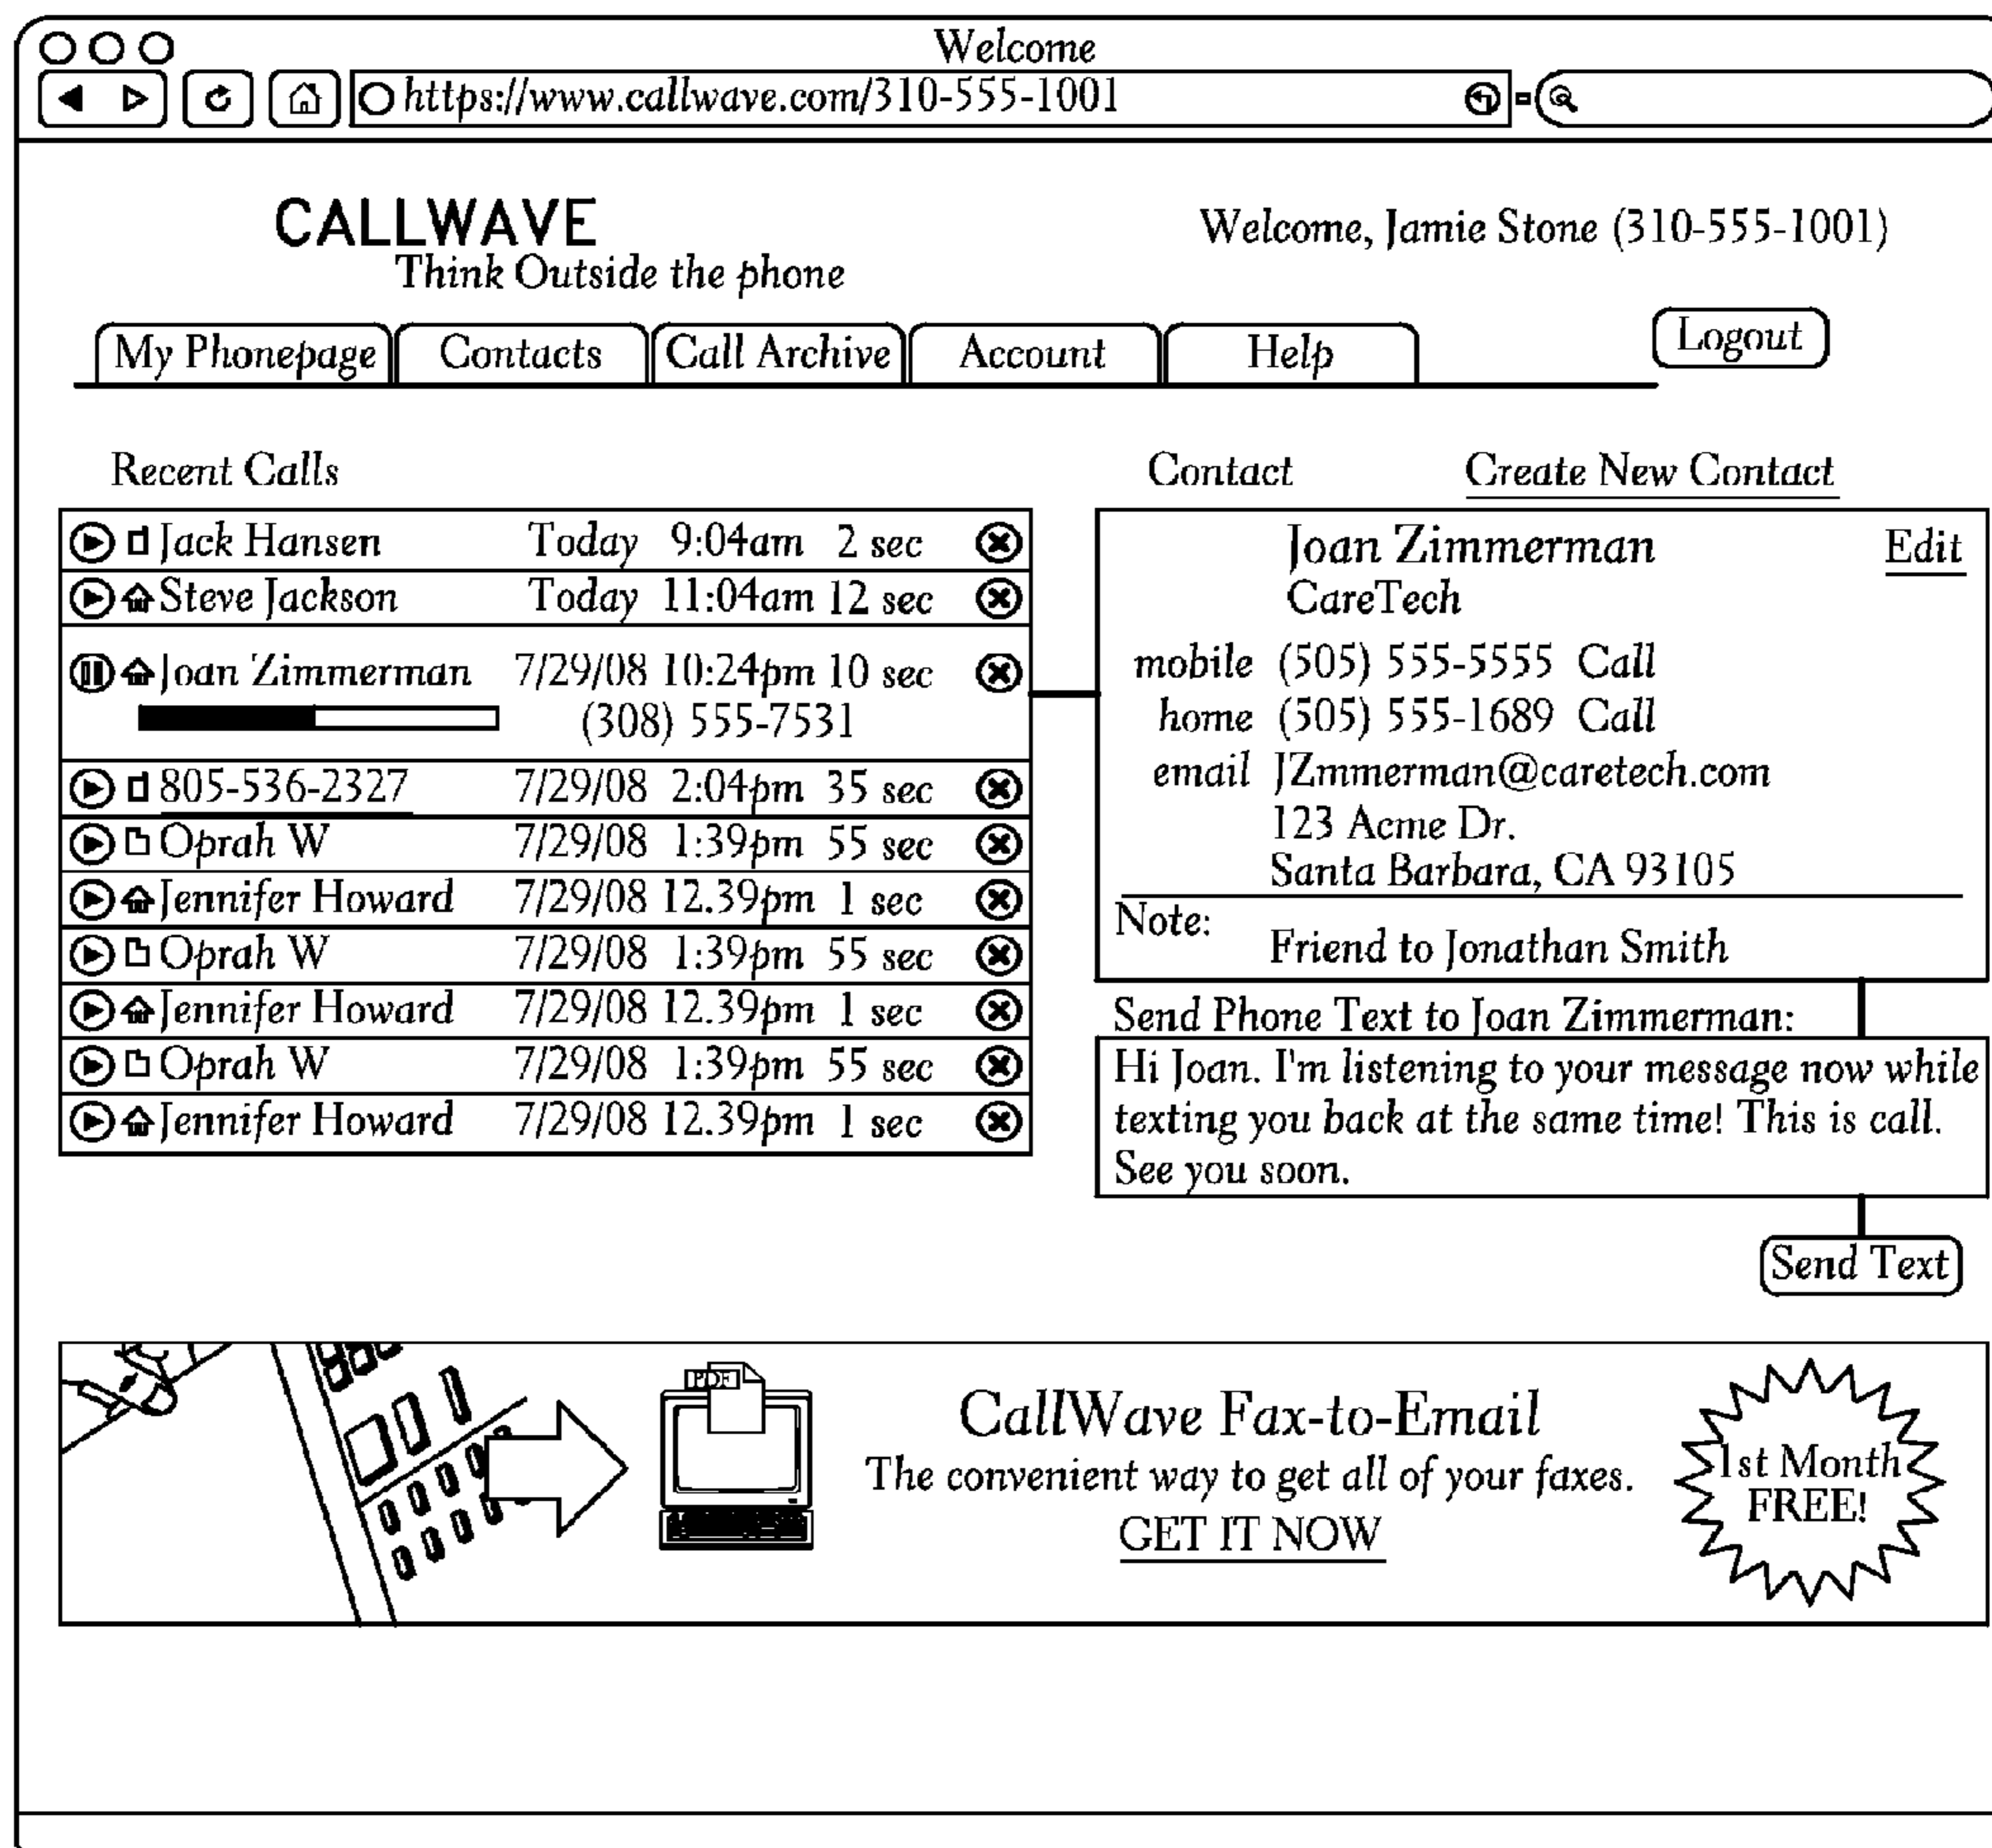 Welcome
https://www.callwave.com/310-555-1001
CALLWAVE
Think Outside the phone
Welcome, Jamie Stone (310-555-1001)
My Phonepage Contacts Call Archive Account Help Logout
Recent Calls
Jack Hansen Today 9:04am 2 sec
Steve Jackson Today 11:04am 12 sec
Joan Zimmerman 7/29/08 10:24pm 10 sec
(308) 555-7531
805-536-2327 7/29/08 2:04pm 35 sec
Oprah W 7/29/08 1:39pm 55 sec
Jennifer Howard 7/29/08 12.39pm 1 sec
Oprah W 7/29/08 1:39pm 55 sec
Jennifer Howard 7/29/08 12.39pm 1 sec
Oprah W 7/29/08 1:39pm 55 sec
Jennifer Howard 7/29/08 12.39pm 1 sec
Contact Create New Contact
Joan Zimmerman Edit
CareTech
mobile (505) 555-5555 Call
home (505) 555-1689 Call
email JZmmerman@caretech.com
123 Acme Dr.
Santa Barbara, CA 93105
Note:
Friend to Jonathan Smith
Send Phone Text to Joan Zimmerman:
Hi Joan. I'm listening to your message now while
texting you back at the same time! This is call.
See you soon.
Send Text
PDF
CallWave Fax-to-Email
The convenient way to get all of your faxes.
GET IT NOW
1st Month
FREE!